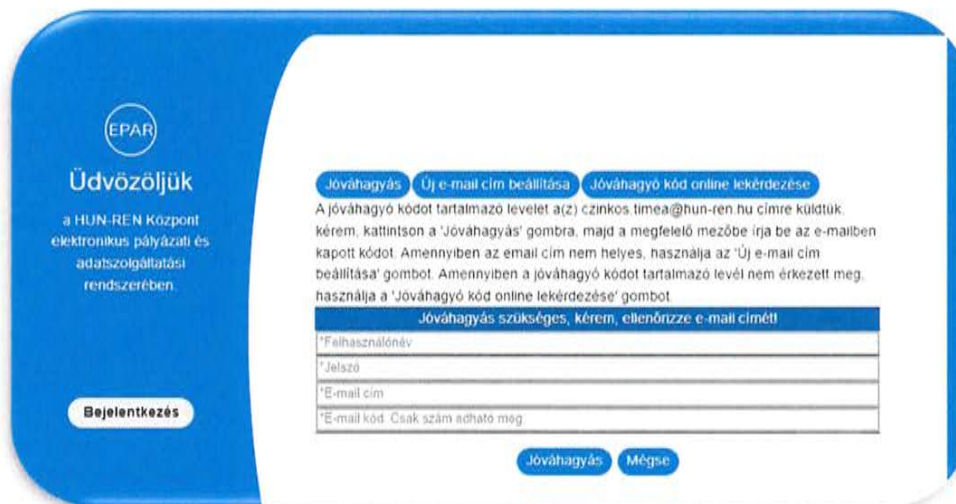 EPAR
Üdvözöljük
a HUN-REN Központ
elektronikus pályázati és
adatszolgáltatási
rendszerében.
Bejelentkezés
Jóváhagyás
Új e-mail cím beállítása
Jóváhagyó kód online lekérdezése
A jóváhagyó kódot tartalmazó levelet a(z) czinkos.timea@hun-ren.hu címre küldtük,
kérem, kattintson a 'Jóváhagyás' gombra, majd a megfelelő mezőbe írja be az e-mailben
kapott kódot. Amennyiben az email cím nem helyes, használja az 'Új e-mail cím
beállítása' gombot. Amennyiben a jóváhagyó kódot tartalmazó levél nem érkezett meg,
használja a 'Jóváhagyó kód online lekérdezése' gombot.
Jóváhagyás szükséges, kérem, ellenőrizze e-mail címét!
*Felhasználónév
*Jelszó
*E-mail cím
*E-mail kód. Csak szám adható meg.
Jóváhagyás
Mégse